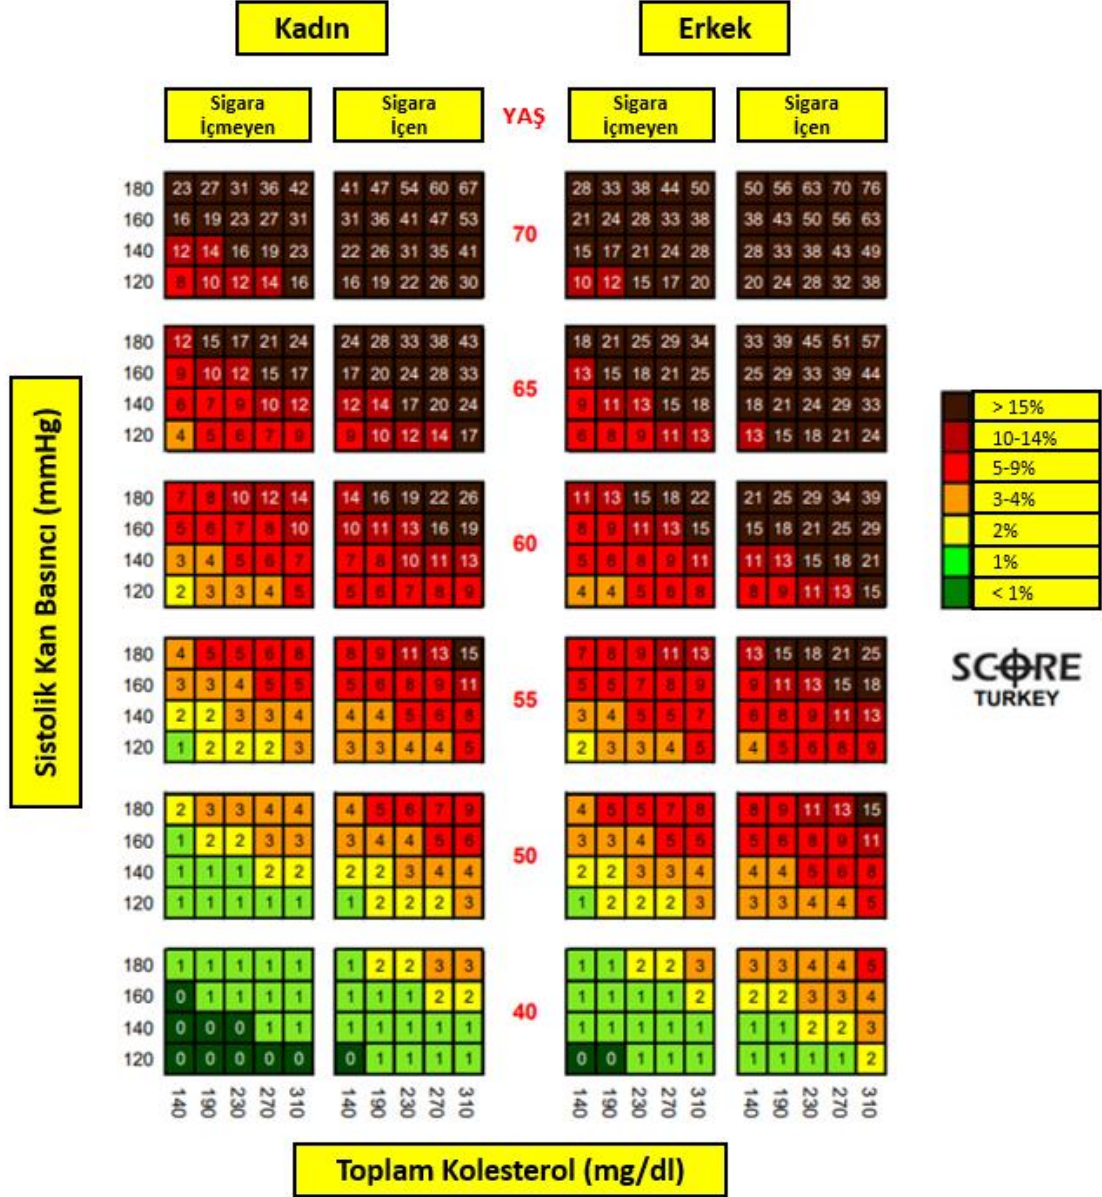 Kadın Erkek
Sigara İçmeyen Sigara İçen YAŞ Sigara İçmeyen Sigara İçen
180 23 27 31 36 42 41 47 54 60 67 28 33 38 44 50 50 56 63 70 76
160 16 19 23 27 31 31 36 41 47 53 21 24 28 33 38 38 43 50 56 63
70
140 12 14 16 19 23 22 26 31 35 41 15 17 21 24 28 28 33 38 43 49
120 8 10 12 14 16 16 19 22 26 30 10 12 15 17 20 20 24 28 32 38
180 12 15 17 21 24 24 28 33 38 43 18 21 25 29 34 33 39 45 51 57
160 9 10 12 15 17 17 20 24 28 33 13 15 18 21 25 25 29 33 39 44
65
140 6 7 9 10 12 12 14 17 20 24 9 11 13 15 18 18 21 24 29 33
120 4 5 6 7 9 9 10 12 14 17 6 8 9 11 13 13 15 18 21 24
180 7 8 10 12 14 14 16 19 22 26 11 13 15 18 22 21 25 29 34 39
160 5 6 7 8 10 10 11 13 16 19 8 9 11 13 15 15 18 21 25 29
60
140 3 4 5 6 7 7 8 10 11 13 5 6 8 9 11 11 13 15 18 21
120 2 3 3 4 5 5 6 7 8 9 4 4 5 6 8 8 9 11 13 15
180 4 5 5 6 8 8 9 11 13 15 7 8 9 11 13 13 15 18 21 25
160 3 3 4 5 5 5 6 8 9 11 5 5 7 8 9 9 11 13 15 18
55
140 2 2 3 3 4 4 4 5 6 8 3 4 5 5 7 6 8 9 11 13
120 1 2 2 2 3 3 3 4 4 5 2 3 3 4 5 4 5 6 8 9
180 2 3 3 4 4 4 5 6 7 9 4 5 5 7 8 8 9 11 13 15
160 1 2 2 3 3 3 4 4 5 6 3 3 4 5 5 5 6 8 9 11
50
140 1 1 1 2 2 2 2 3 4 4 2 2 3 3 4 4 4 5 6 8
120 1 1 1 1 1 1 2 2 2 3 1 2 2 2 3 3 3 4 4 5
180 1 1 1 1 1 1 2 2 3 3 1 1 2 2 3 3 3 4 4 5
160 0 1 1 1 1 1 1 1 2 2 1 1 1 1 2 2 2 3 3 4
40
140 0 0 0 1 1 1 1 1 1 1 1 1 1 1 1 1 1 2 2 3
120 0 0 0 0 0 0 1 1 1 1 0 0 1 1 1 1 1 1 1 2
140 190 230 270 310 140 190 230 270 310 140 190 230 270 310 140 190 230 270 310
Toplam Kolesterol (mg/dl)
Sistolik Kan Basıncı (mmHg)
> 15%
10-14%
5-9%
3-4%
2%
1%
< 1%
SCORE
TURKEY